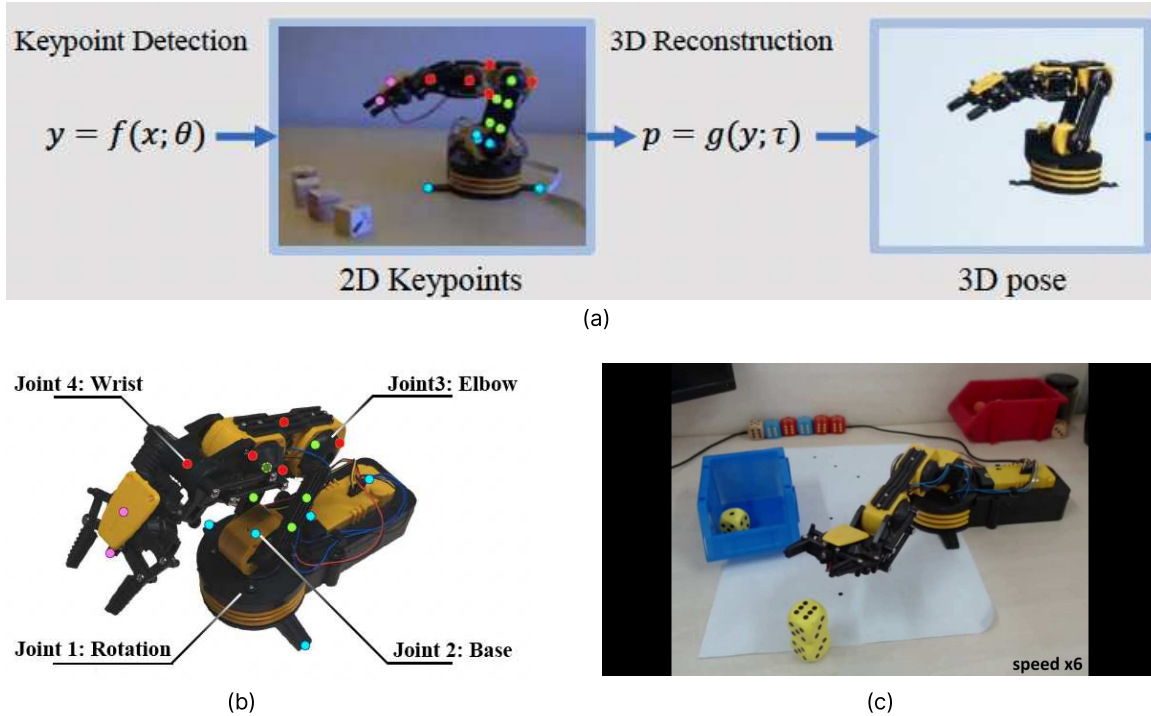 Keypoint Detection
3D Reconstruction
y = f(x; θ)
p = g(y; τ)
2D Keypoints
3D pose
(a)
Joint 4: Wrist
Joint3: Elbow
Joint 1: Rotation
Joint 2: Base
speed x6
(b)
(c)